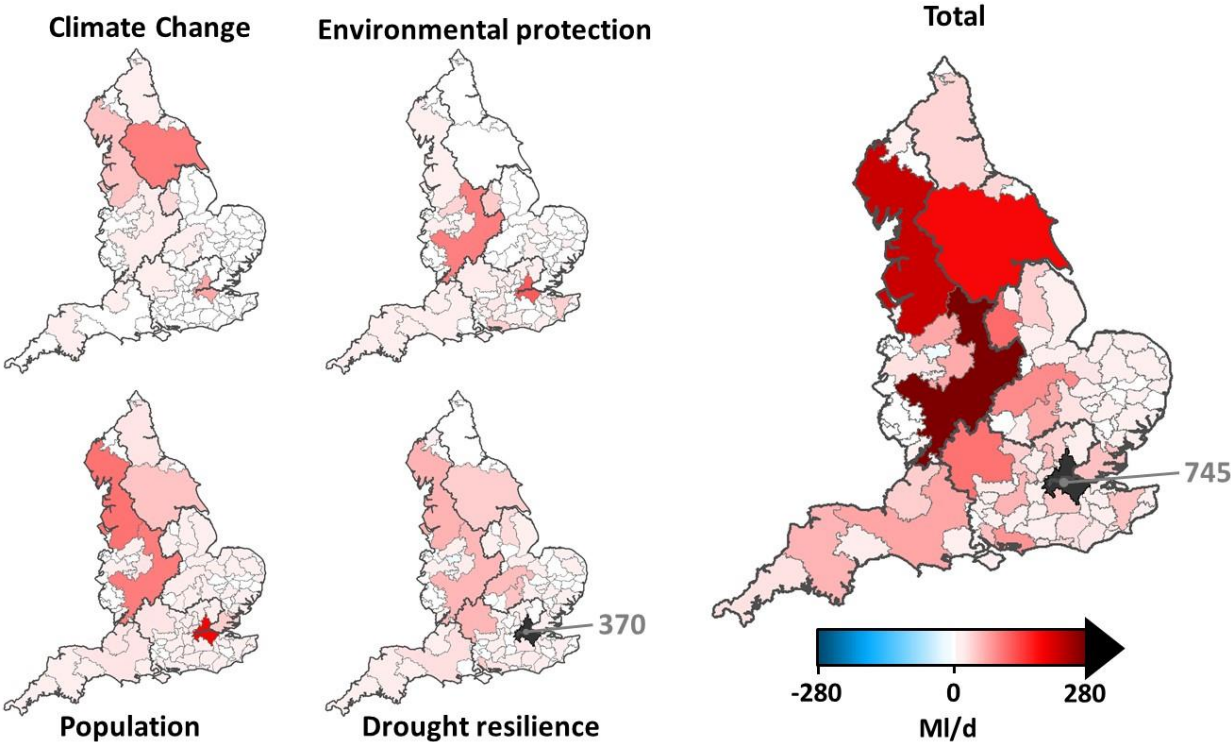 Climate Change
Environmental protection
Total
745
370
Population
Drought resilience
-280
0
280
Ml/d